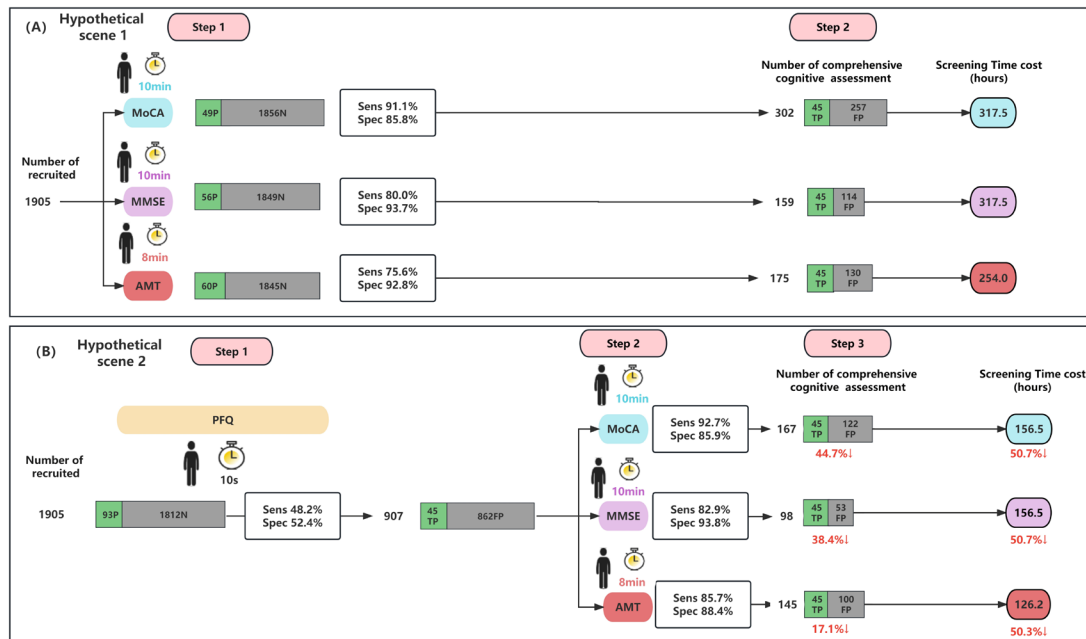 (A)
Hypothetical
scene 1
Step 1
Step 2
Number of comprehensive
cognitive assessment
Screening Time cost
(hours)
10min
MoCA
49P
1856N
Sens 91.1%
Spec 85.8%
302
45
TP
257
FP
317.5
Number of
recruited
1905
10min
MMSE
56P
1849N
Sens 80.0%
Spec 93.7%
159
45
TP
114
FP
317.5
8min
AMT
60P
1845N
Sens 75.6%
Spec 92.8%
175
45
TP
130
FP
254.0
(B)
Hypothetical
scene 2
Step 1
Step 2
Step 3
Number of comprehensive
cognitive assessment
Screening Time cost
(hours)
PFQ
10s
Number of
recruited
1905
93P
1812N
Sens 48.2%
Spec 52.4%
907
45
TP
862FP
10min
MoCA
Sens 92.7%
Spec 85.9%
167
45
TP
122
FP
44.7%↓
156.5
50.7%↓
10min
MMSE
Sens 82.9%
Spec 93.8%
98
45
TP
53
FP
38.4%↓
156.5
50.7%↓
8min
AMT
Sens 85.7%
Spec 88.4%
145
45
TP
100
FP
17.1%↓
126.2
50.3%↓